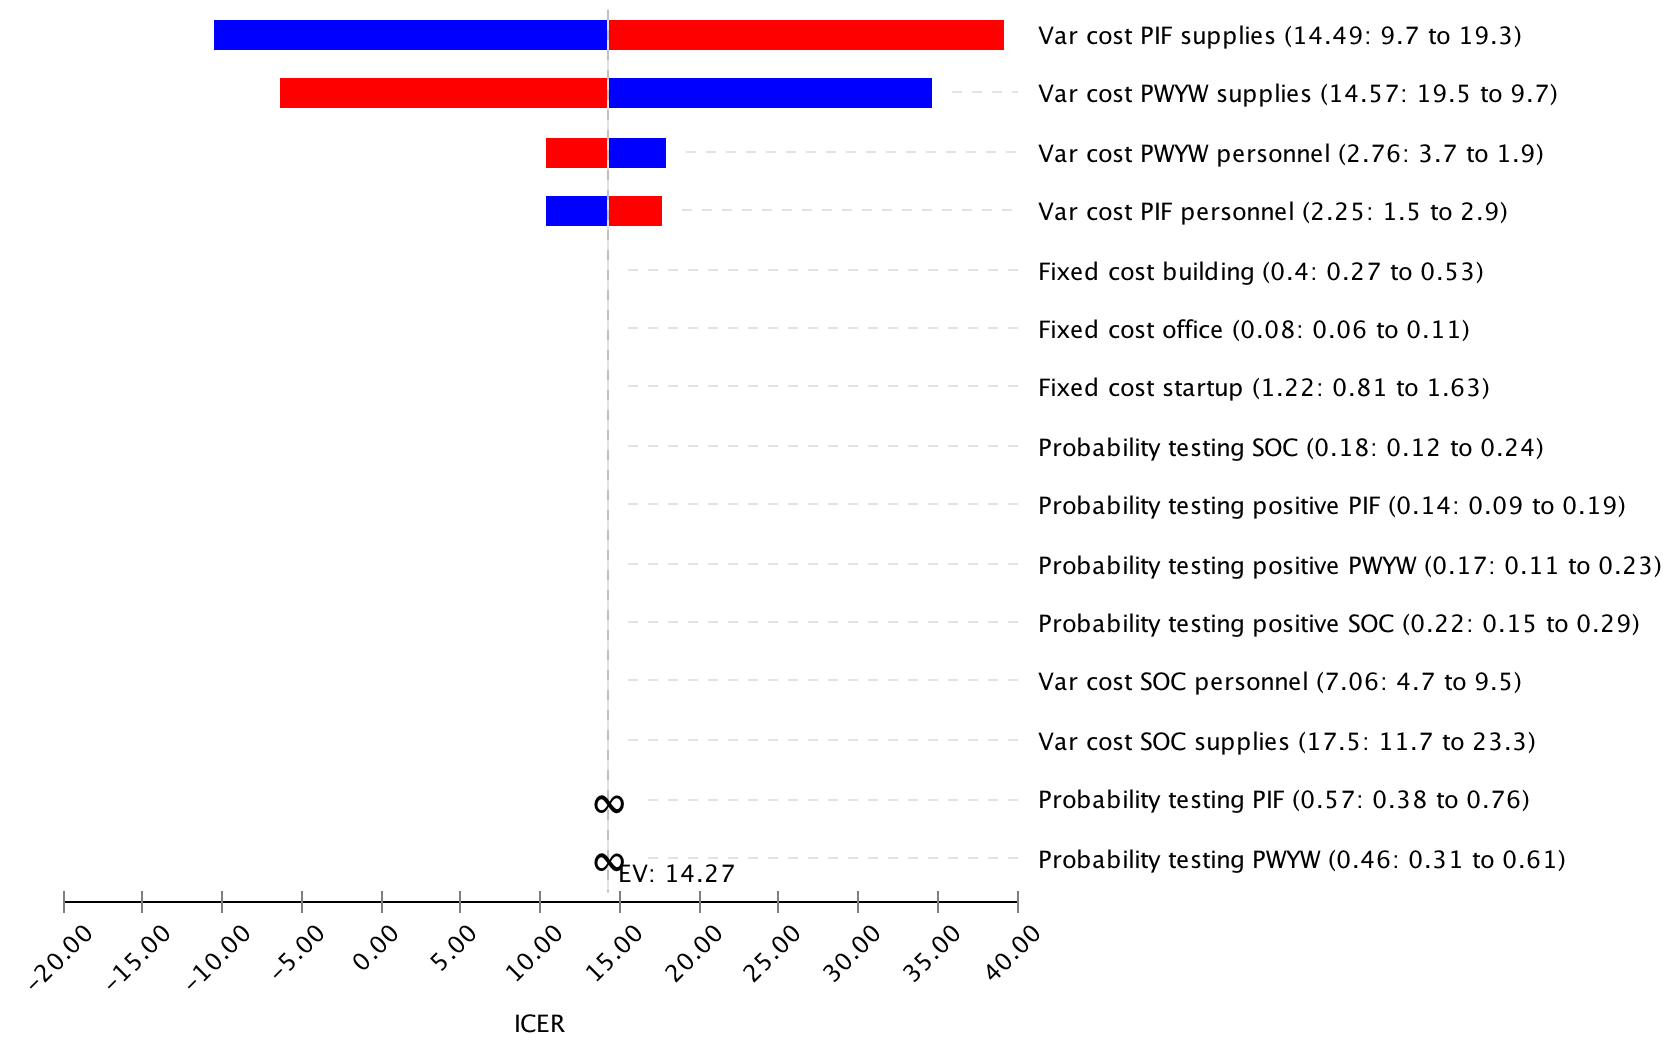 Var cost PIF supplies (14.49: 9.7 to 19.3)
Var cost PWYW supplies (14.57: 19.5 to 9.7)
Var cost PWYW personnel (2.76: 3.7 to 1.9)
Var cost PIF personnel (2.25: 1.5 to 2.9)
Fixed cost building (0.4: 0.27 to 0.53)
Fixed cost office (0.08: 0.06 to 0.11)
Fixed cost startup (1.22: 0.81 to 1.63)
Probability testing SOC (0.18: 0.12 to 0.24)
Probability testing positive PIF (0.14: 0.09 to 0.19)
Probability testing positive PWYW (0.17: 0.11 to 0.23)
Probability testing positive SOC (0.22: 0.15 to 0.29)
Var cost SOC personnel (7.06: 4.7 to 9.5)
Var cost SOC supplies (17.5: 11.7 to 23.3)
∞ Probability testing PIF (0.57: 0.38 to 0.76)
∞ Probability testing PWYW (0.46: 0.31 to 0.61)
EV: 14.27
-20.00 -15.00 -10.00 -5.00 0.00 5.00 10.00 15.00 20.00 25.00 30.00 35.00 40.00
ICER